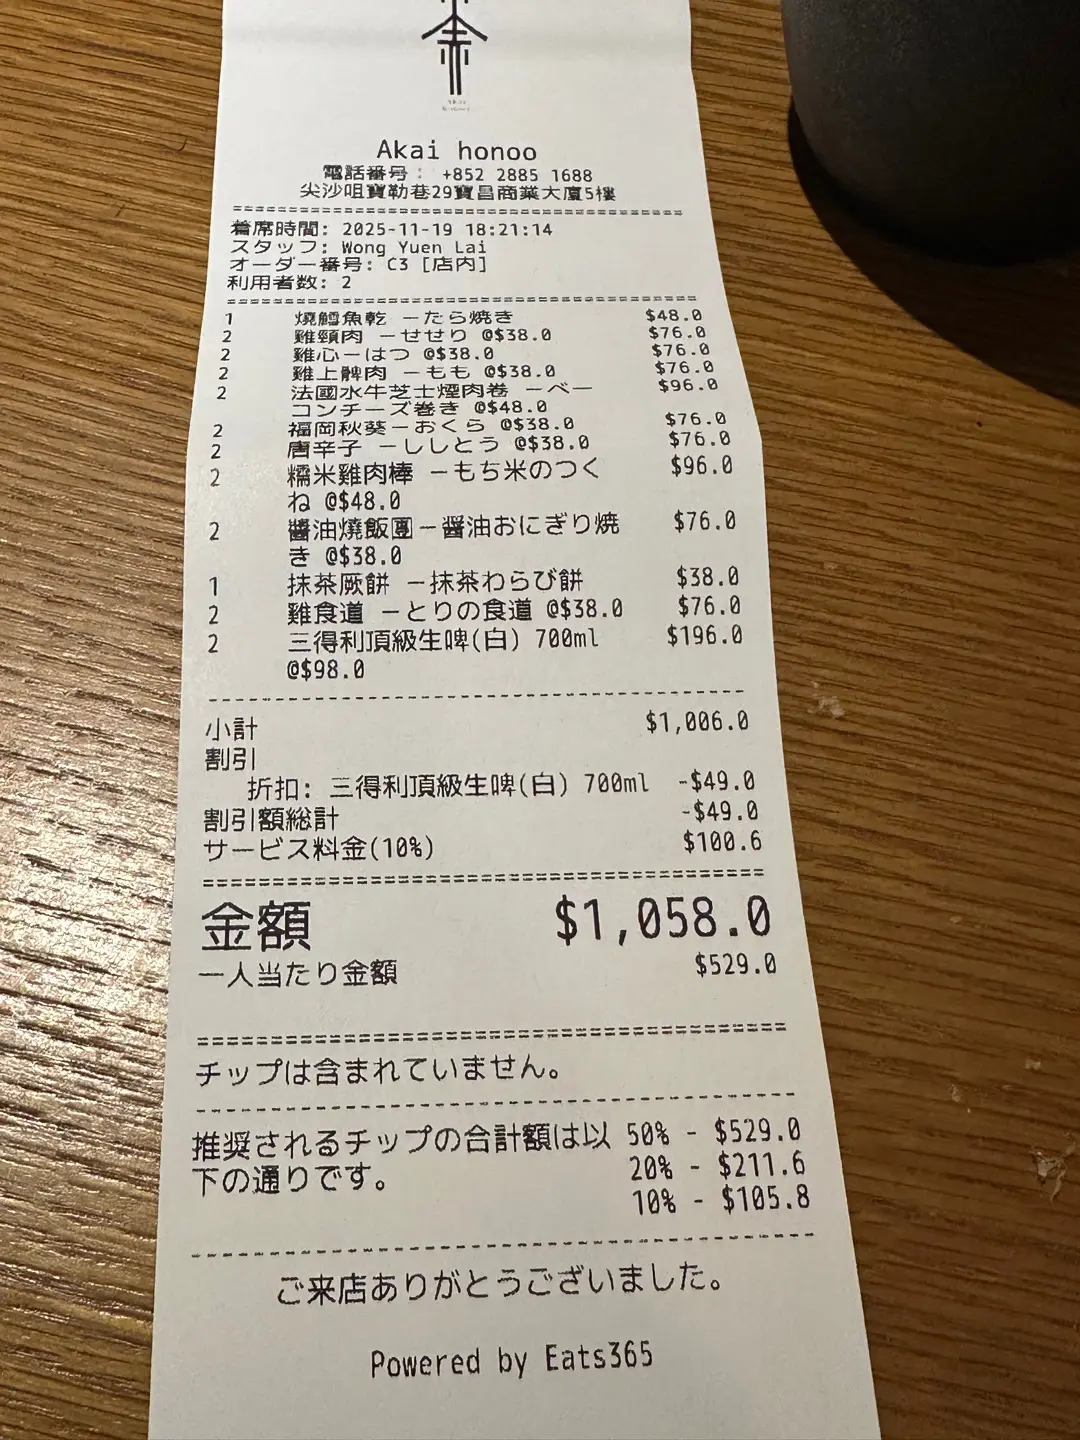 Akai honoo
電話番号： +852 2885 1688
尖沙咀寶勒巷29寶昌商業大廈5樓
着席時間: 2025-11-19 18:21:14
スタッフ: Wong Yuen Lai
オーダー番号: C3 [店内]
利用者数: 2
1 燒鱈魚乾 －たら焼き $48.0
2 雞頸肉 －せせり @$38.0 $76.0
2 雞心－はつ @$38.0 $76.0
2 雞上髀肉 －もも @$38.0 $76.0
2 法國水牛芝士煙肉卷 －ベー $96.0
コンチーズ巻き @$48.0
2 福岡秋葵－おくら @$38.0 $76.0
2 唐辛子 －ししとう @$38.0 $76.0
2 糯米雞肉棒 －もち米のつく $96.0
ね @$48.0
2 醬油燒飯團－醤油おにぎり焼 $76.0
き @$38.0
1 抹茶厥餅 －抹茶わらび餅 $38.0
2 雞食道 －とりの食道 @$38.0 $76.0
2 三得利頂級生啤(白) 700ml $196.0
@$98.0
小計 $1,006.0
割引
折扣: 三得利頂級生啤(白) 700ml -$49.0
割引額総計 -$49.0
サービス料金(10%) $100.6
金額 $1,058.0
一人当たり金額 $529.0
チップは含まれていません。
推奨されるチップの合計額は以 50% - $529.0
下の通りです。 20% - $211.6
10% - $105.8
ご来店ありがとうございました。
Powered by Eats365